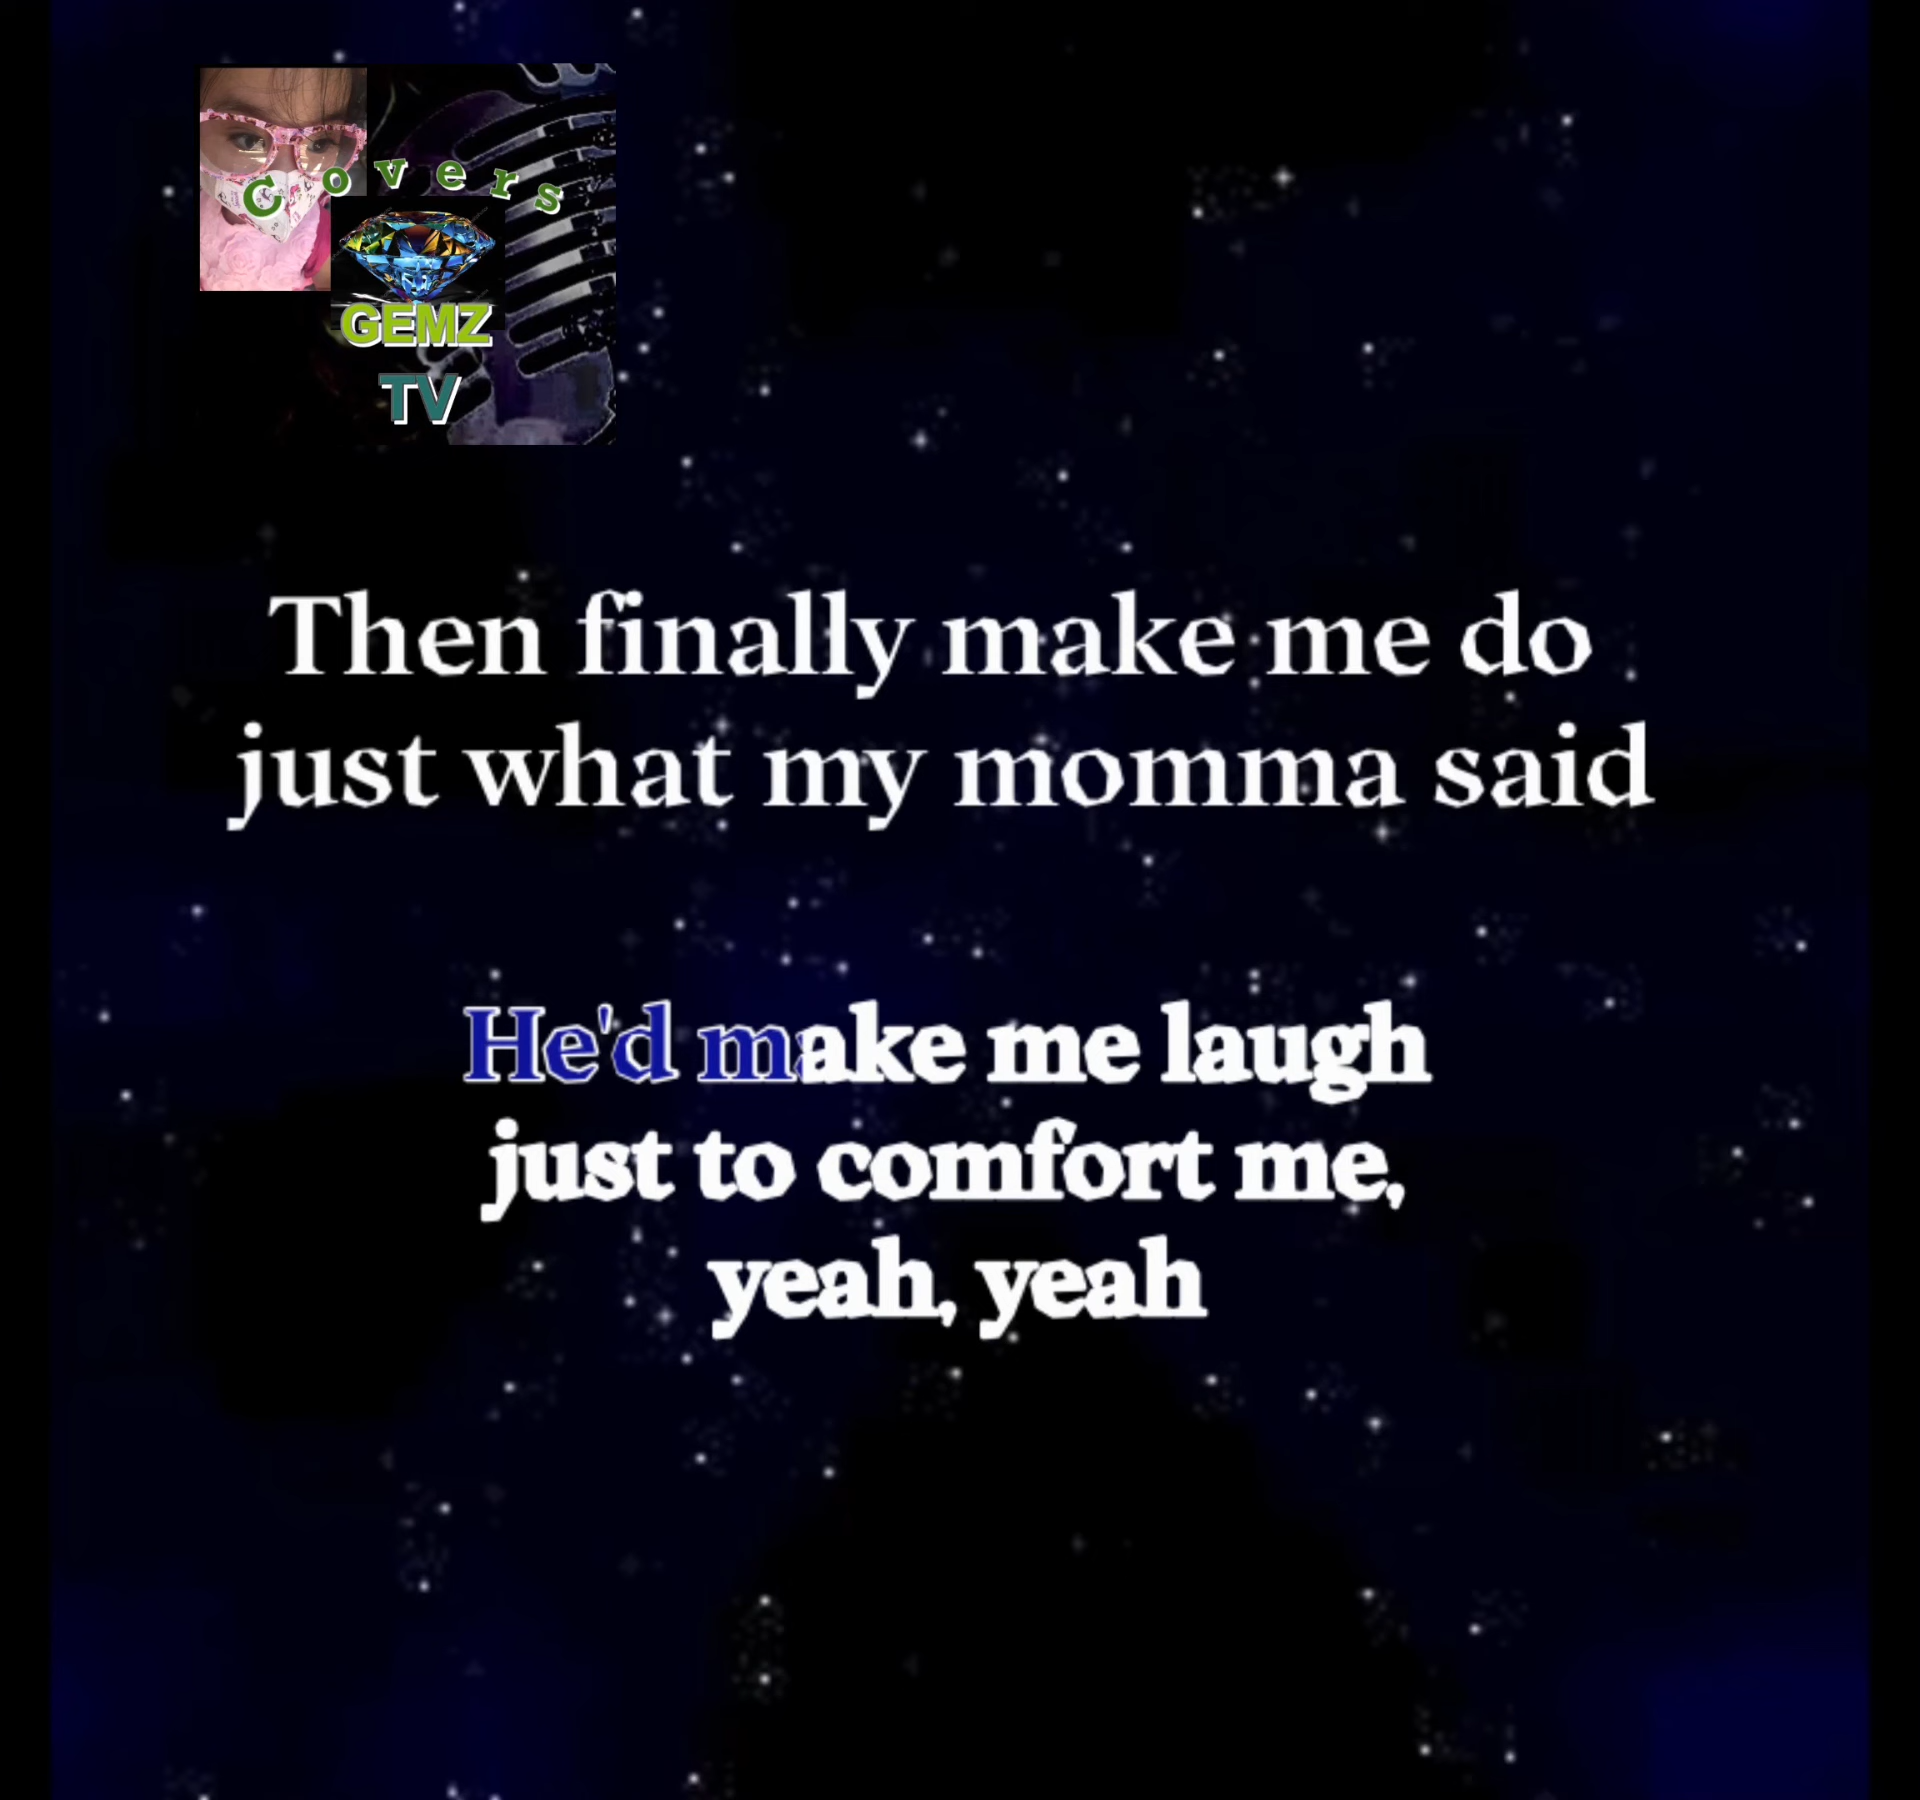 Covers
GEMZ
TV
Then finally make me do
just what my momma said
He'd make me laugh
just to comfort me,
yeah, yeah